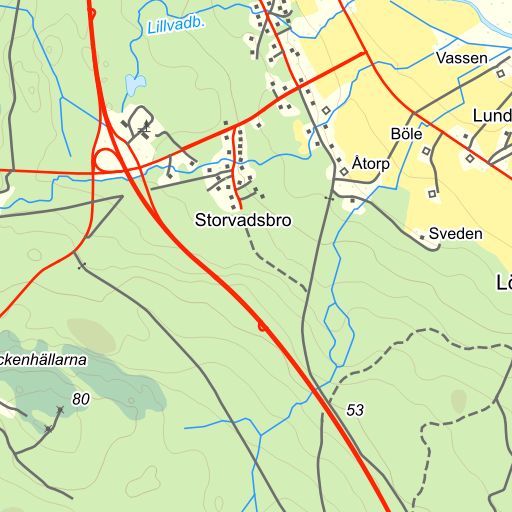 Lillvadb.
Vassen
Lund
Böle
Åtorp
Storvadsbro
Sveden
Lö
ckenhällarna
80
53